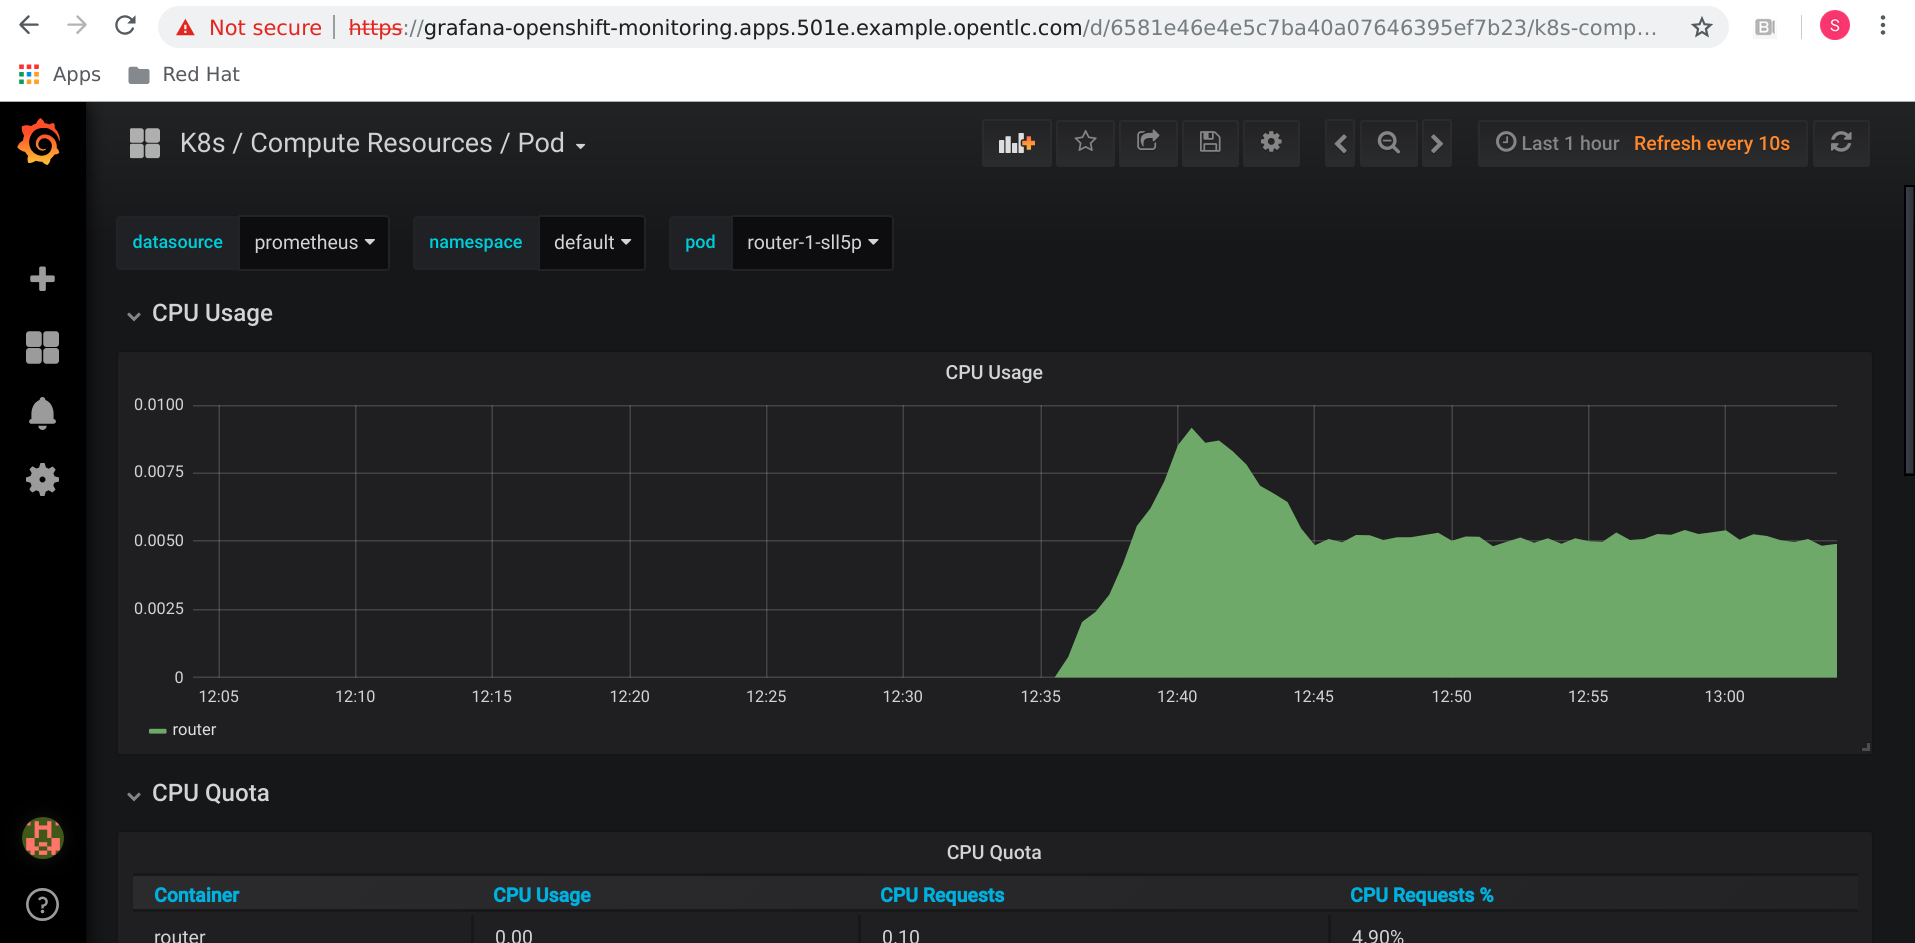 Not secure | https://grafana-openshift-monitoring.apps.501e.example.opentlc.com/d/6581e46e4e5c7ba40a07646395ef7b23/k8s-comp...
S
Apps Red Hat
K8s / Compute Resources / Pod
Last 1 hour Refresh every 10s
datasource prometheus namespace default pod router-1-sll5p
CPU Usage
CPU Usage
0.0100
0.0075
0.0050
0.0025
0
12:05 12:10 12:15 12:20 12:25 12:30 12:35 12:40 12:45 12:50 12:55 13:00
router
CPU Quota
CPU Quota
Container CPU Usage CPU Requests CPU Requests %
router 0.00 0.10 4.90%